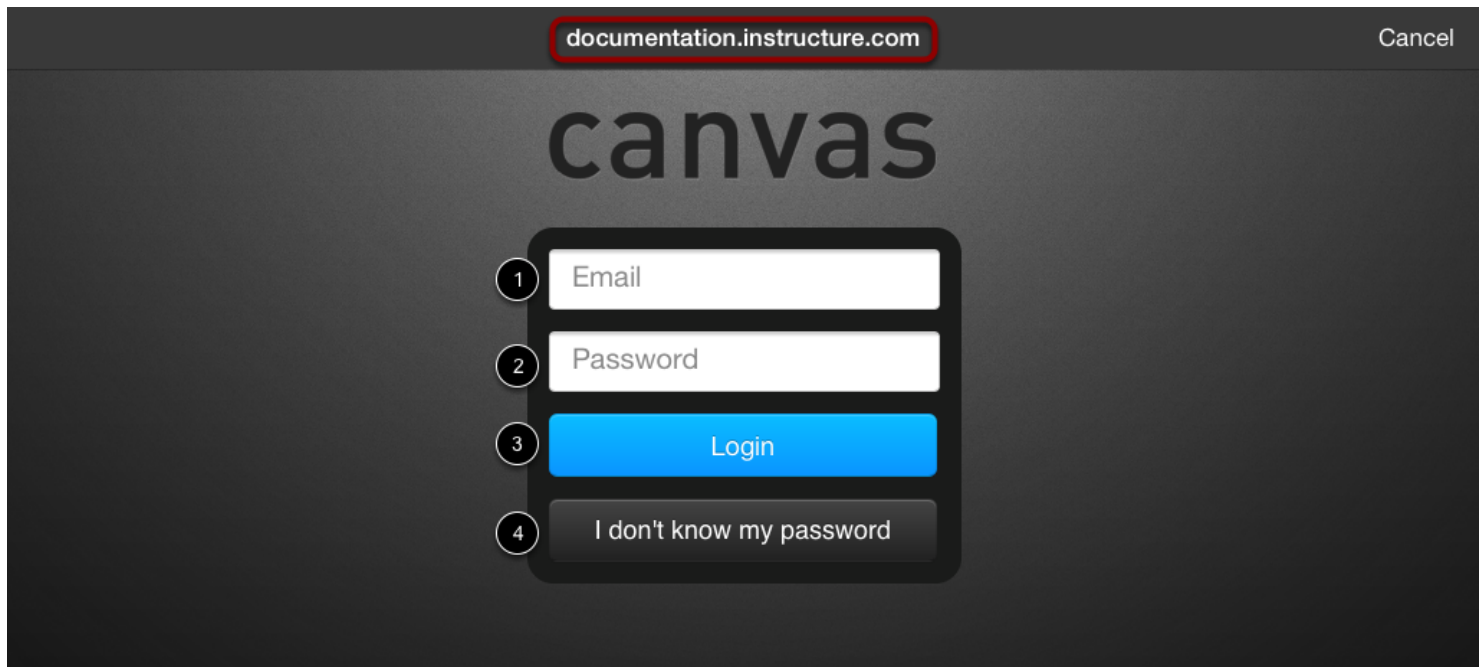 documentation.instructure.com Cancel
canvas
1 Email
2 Password
3 Login
4 I don't know my password